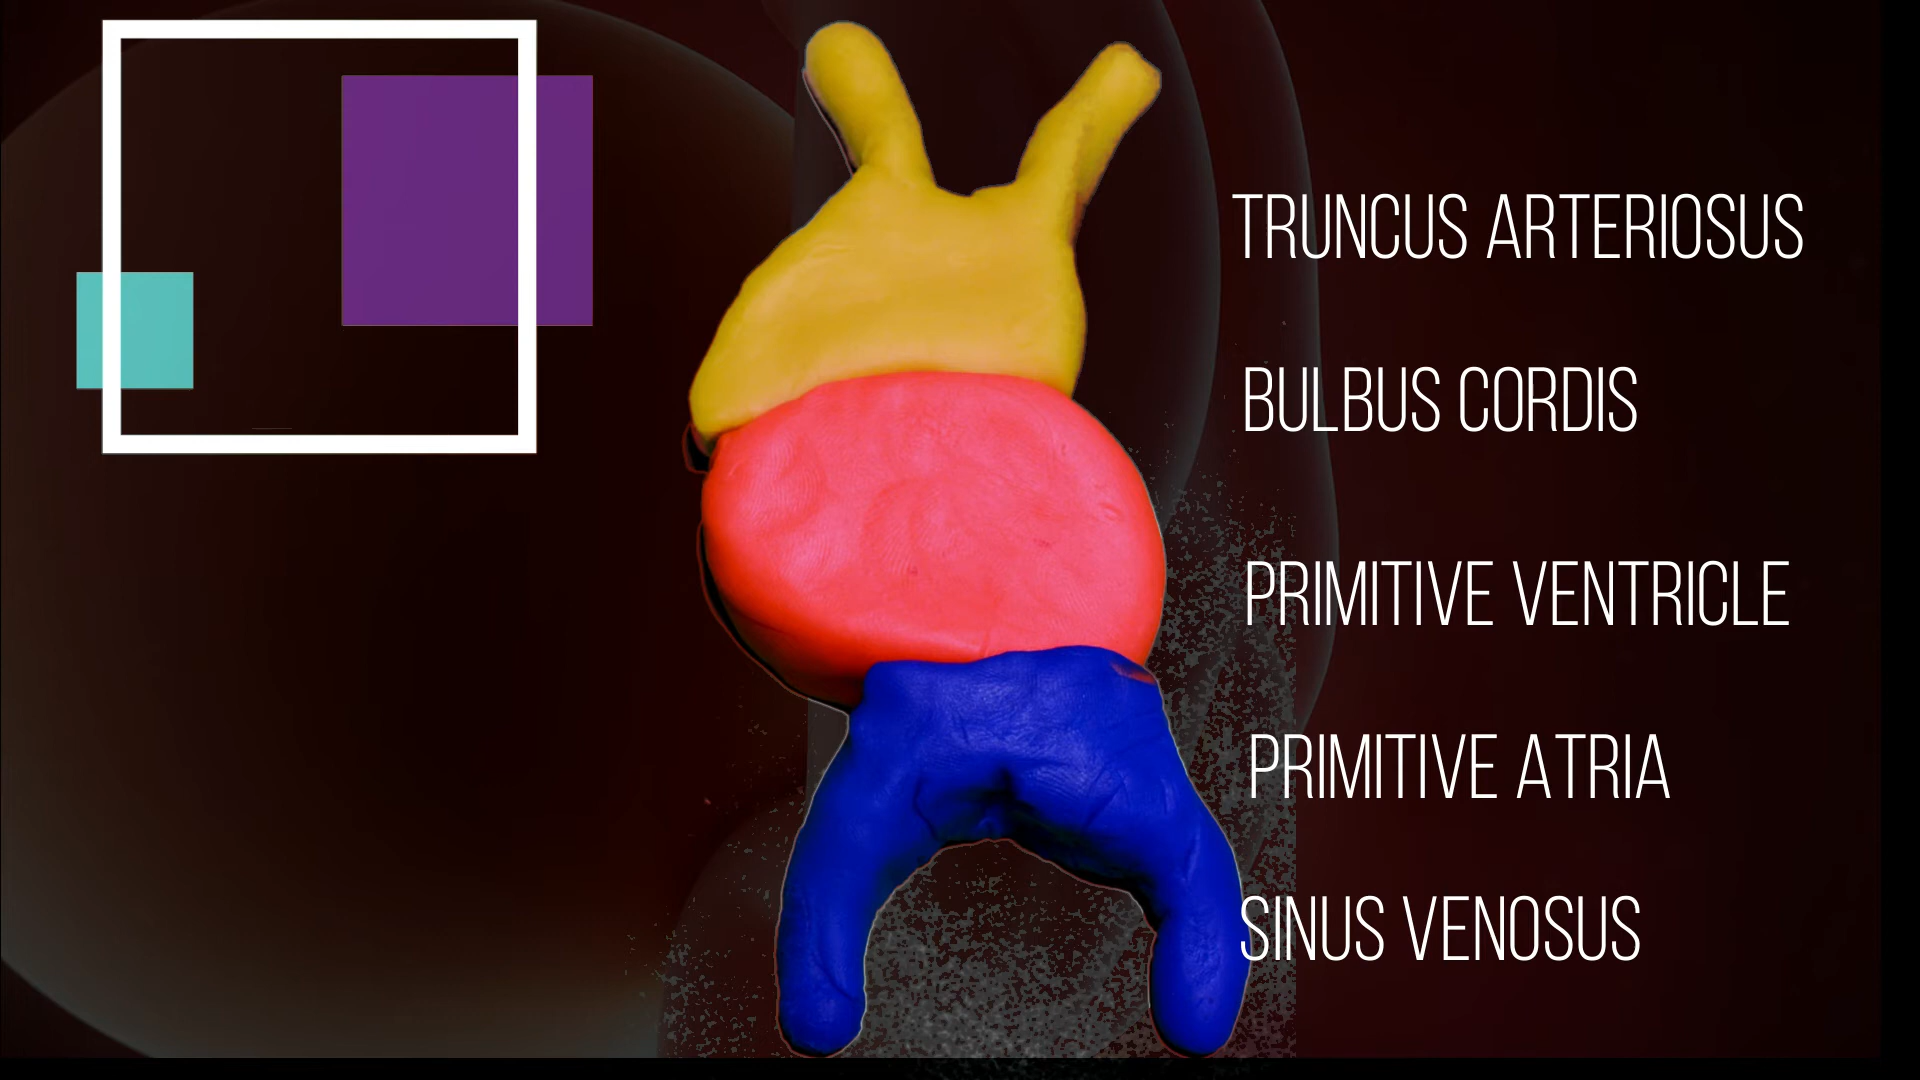 TRUNCUS ARTERIOSUS
BULBUS CORDIS
PRIMITIVE VENTRICLE
PRIMITIVE ATRIA
SINUS VENOSUS